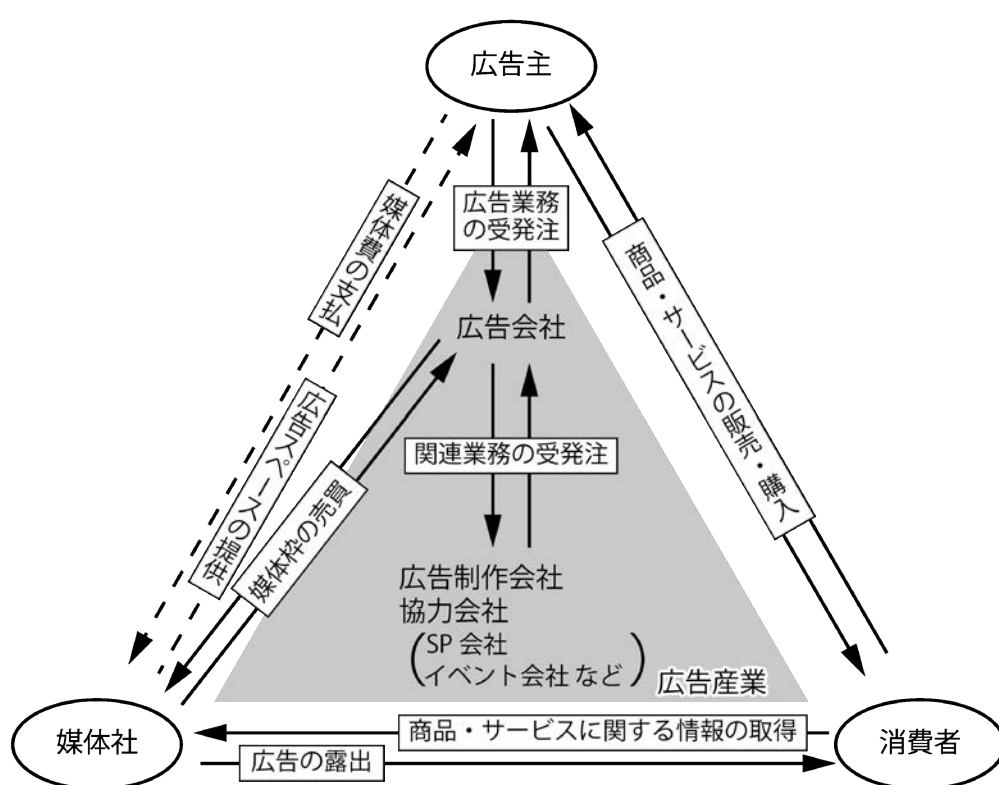 広告主
広告業務
の受発注
媒体費の支払
商品・サービスの販売・購入
広告会社
広告スペースの提供
関連業務の受発注
媒体枠の売買
広告制作会社
協力会社
(SP 会社
イベント会社 など)
広告産業
商品・サービスに関する情報の取得
媒体社
消費者
広告の露出